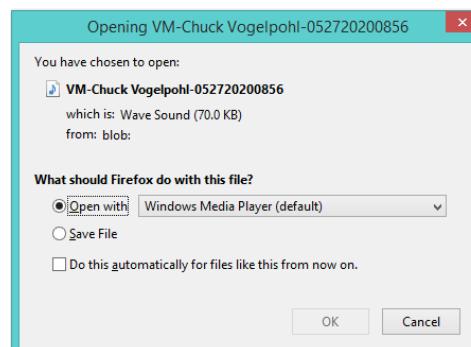 Opening VM-Chuck Vogelpohl-052720200856
x
You have chosen to open:
VM-Chuck Vogelpohl-052720200856
which is: Wave Sound (70.0 KB)
from: blob:
What should Firefox do with this file?
Open with Windows Media Player (default)
Save File
Do this automatically for files like this from now on.
OK Cancel